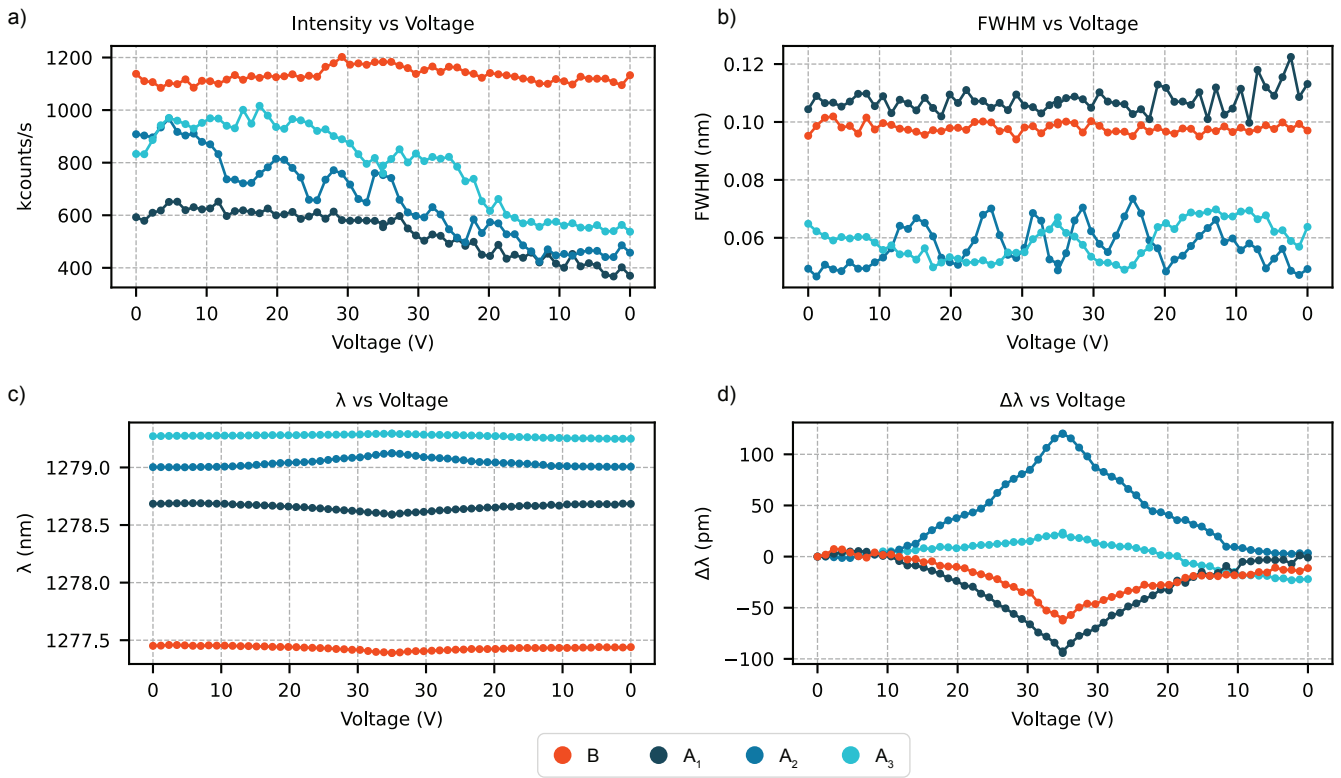 a)
Intensity vs Voltage
kcounts/s
1200
1000
800
600
400
0 10 20 30 30 20 10 0
Voltage (V)
b)
FWHM vs Voltage
FWHM (nm)
0.12
0.10
0.08
0.06
0 10 20 30 30 20 10 0
Voltage (V)
c)
λ vs Voltage
λ (nm)
1279.0
1278.5
1278.0
1277.5
0 10 20 30 30 20 10 0
Voltage (V)
d)
Δλ vs Voltage
Δλ (pm)
100
50
0
−50
−100
0 10 20 30 30 20 10 0
Voltage (V)
B A₁ A₂ A₃